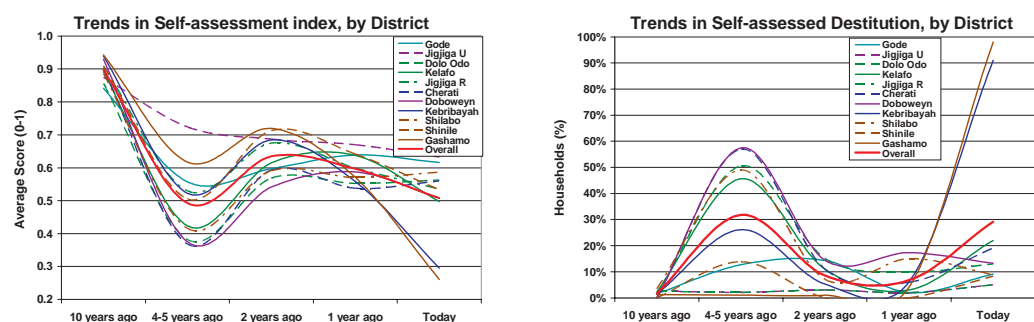 Trends in Self-assessment index, by District
1.0
0.9
0.8
0.7
0.6
0.5
0.4
0.3
0.2
Average Score (0-1)
Gode
Jigjiga U
Dolo Odo
Kelafo
Jigjiga R
Cherati
Doboweyn
Kebribayah
Shilabo
Shinile
Gashamo
Overall
10 years ago 4-5 years ago 2 years ago 1 year ago Today
Trends in Self-assessed Destitution, by District
100%
90%
80%
70%
60%
50%
40%
30%
20%
10%
0%
Households (%)
Gode
Jigjiga U
Dolo Odo
Kelafo
Jigjiga R
Cherati
Doboweyn
Kebribayah
Shilabo
Shinile
Gashamo
Overall
10 years ago 4-5 years ago 2 years ago 1 year ago Today